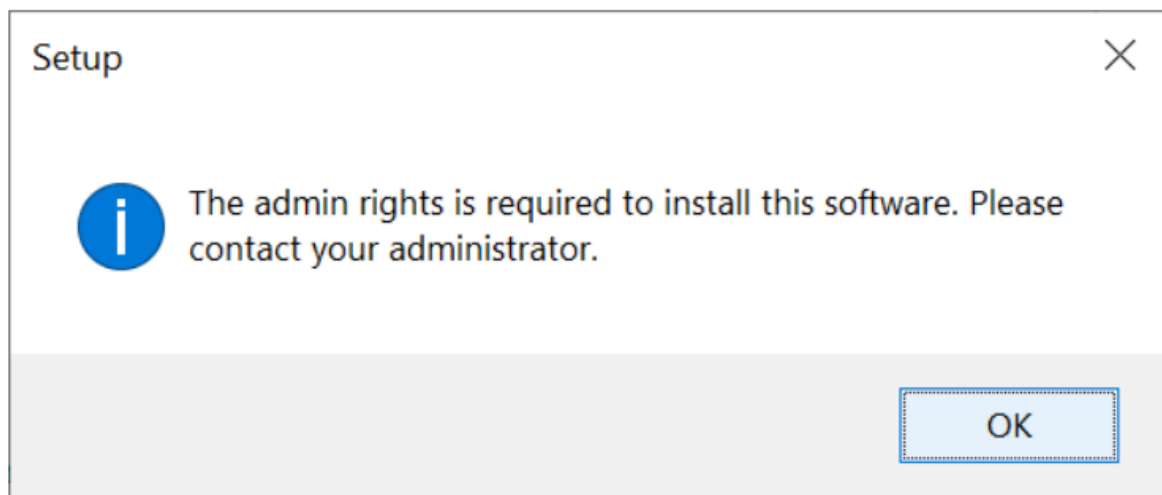 Setup
The admin rights is required to install this software. Please
contact your administrator.
OK